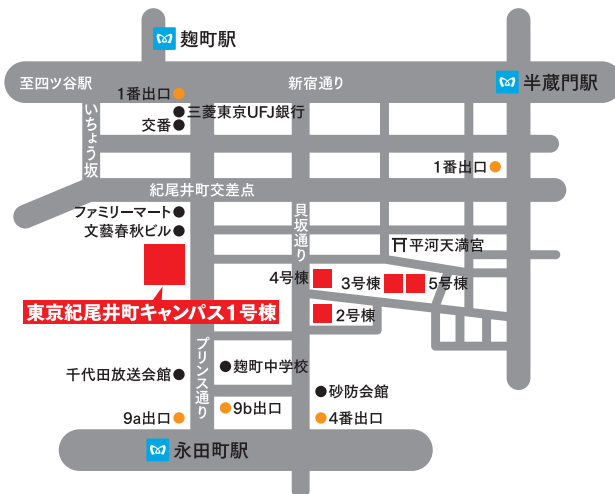 麹町駅
至四ツ谷駅
新宿通り
半蔵門駅
1番出口
三菱東京UFJ銀行
交番
いちょう坂
1番出口
紀尾井町交差点
ファミリーマート
文藝春秋ビル
貝坂通り
平河天満宮
4号棟
3号棟
5号棟
東京紀尾井町キャンパス1号棟
2号棟
プリンス通り
麹町中学校
千代田放送会館
砂防会館
9a出口
9b出口
4番出口
永田町駅